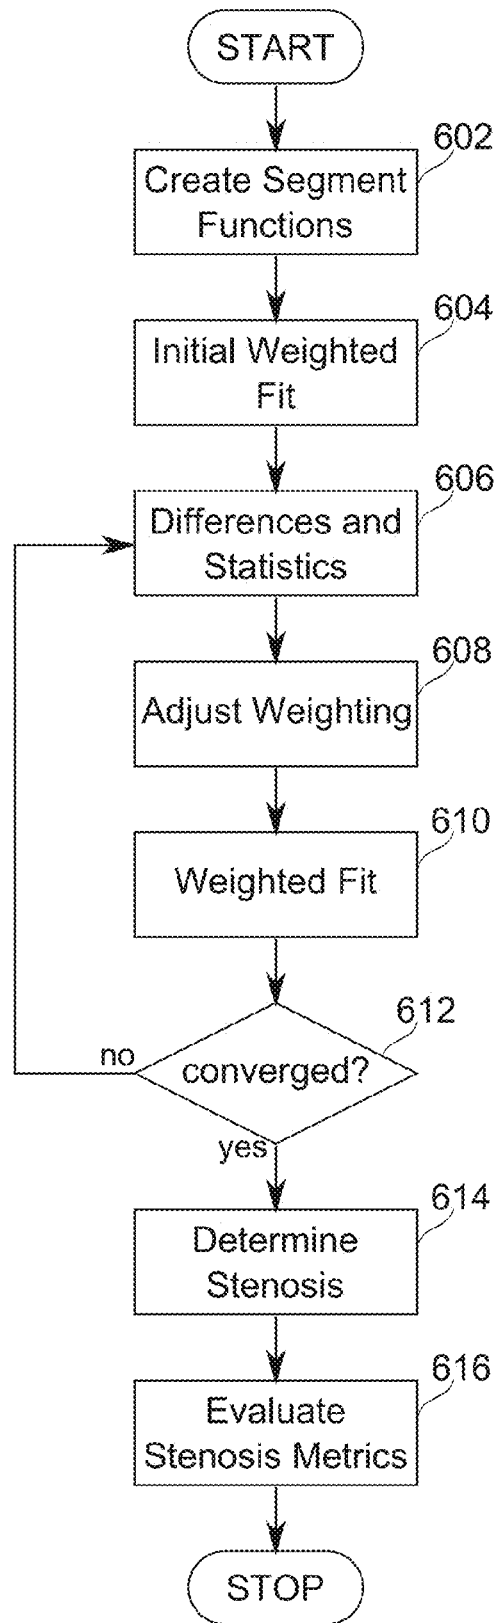 START
602
Create Segment
Functions
604
Initial Weighted
Fit
606
Differences and
Statistics
608
Adjust Weighting
610
Weighted Fit
612
converged?
no
yes
614
Determine
Stenosis
616
Evaluate
Stenosis Metrics
STOP